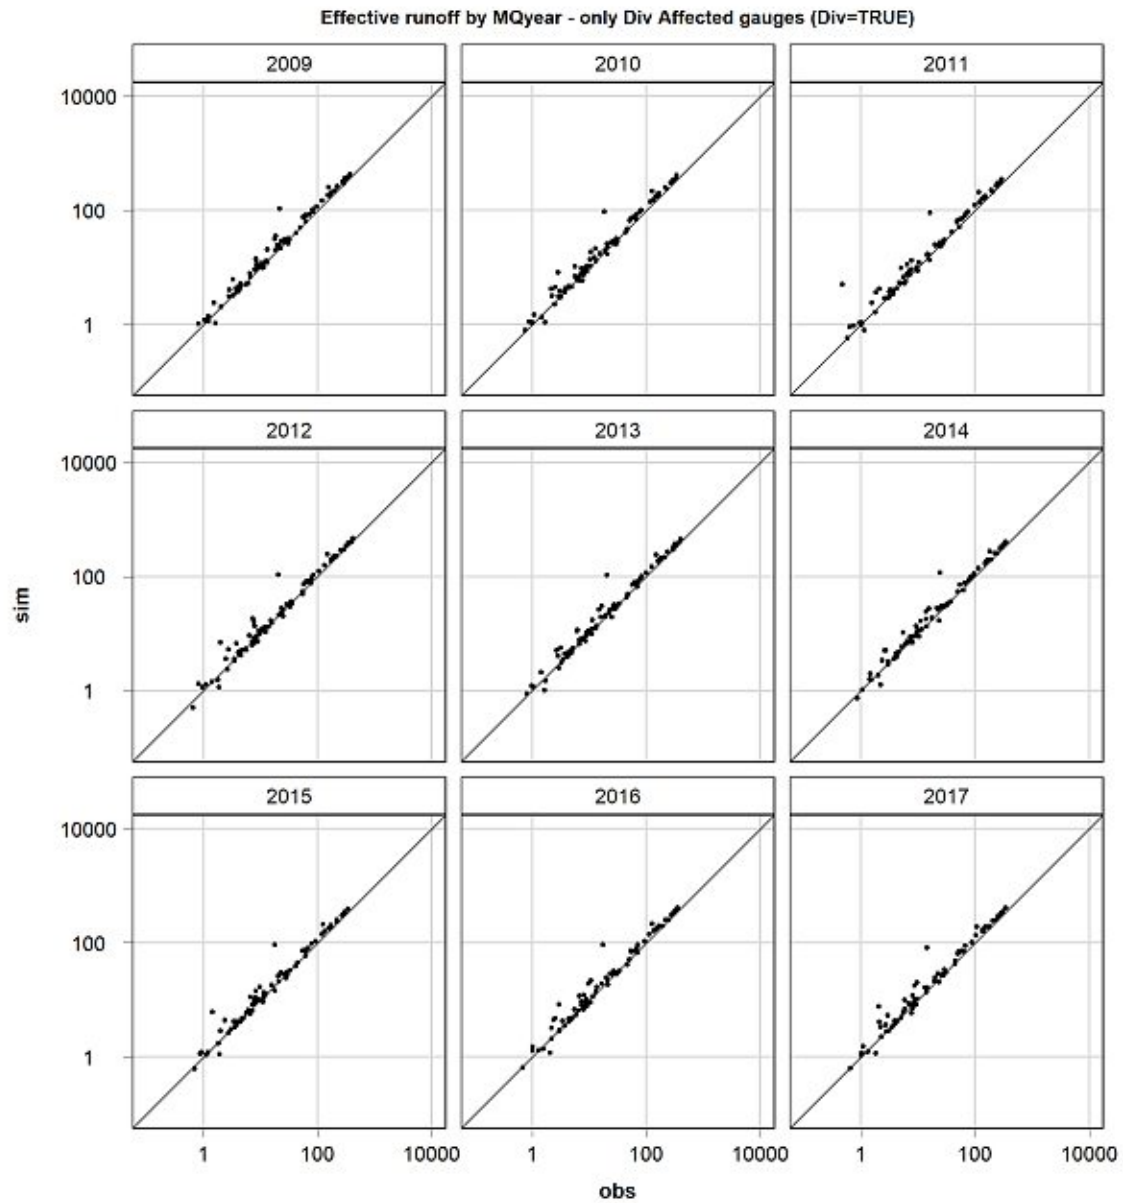 Effective runoff by MQyear - only Div Affected gauges (Div=TRUE)
2009 2010 2011
10000
100
1
2012 2013 2014
10000
100
1
sim
2015 2016 2017
10000
100
1
1 100 10000 1 100 10000 1 100 10000
obs